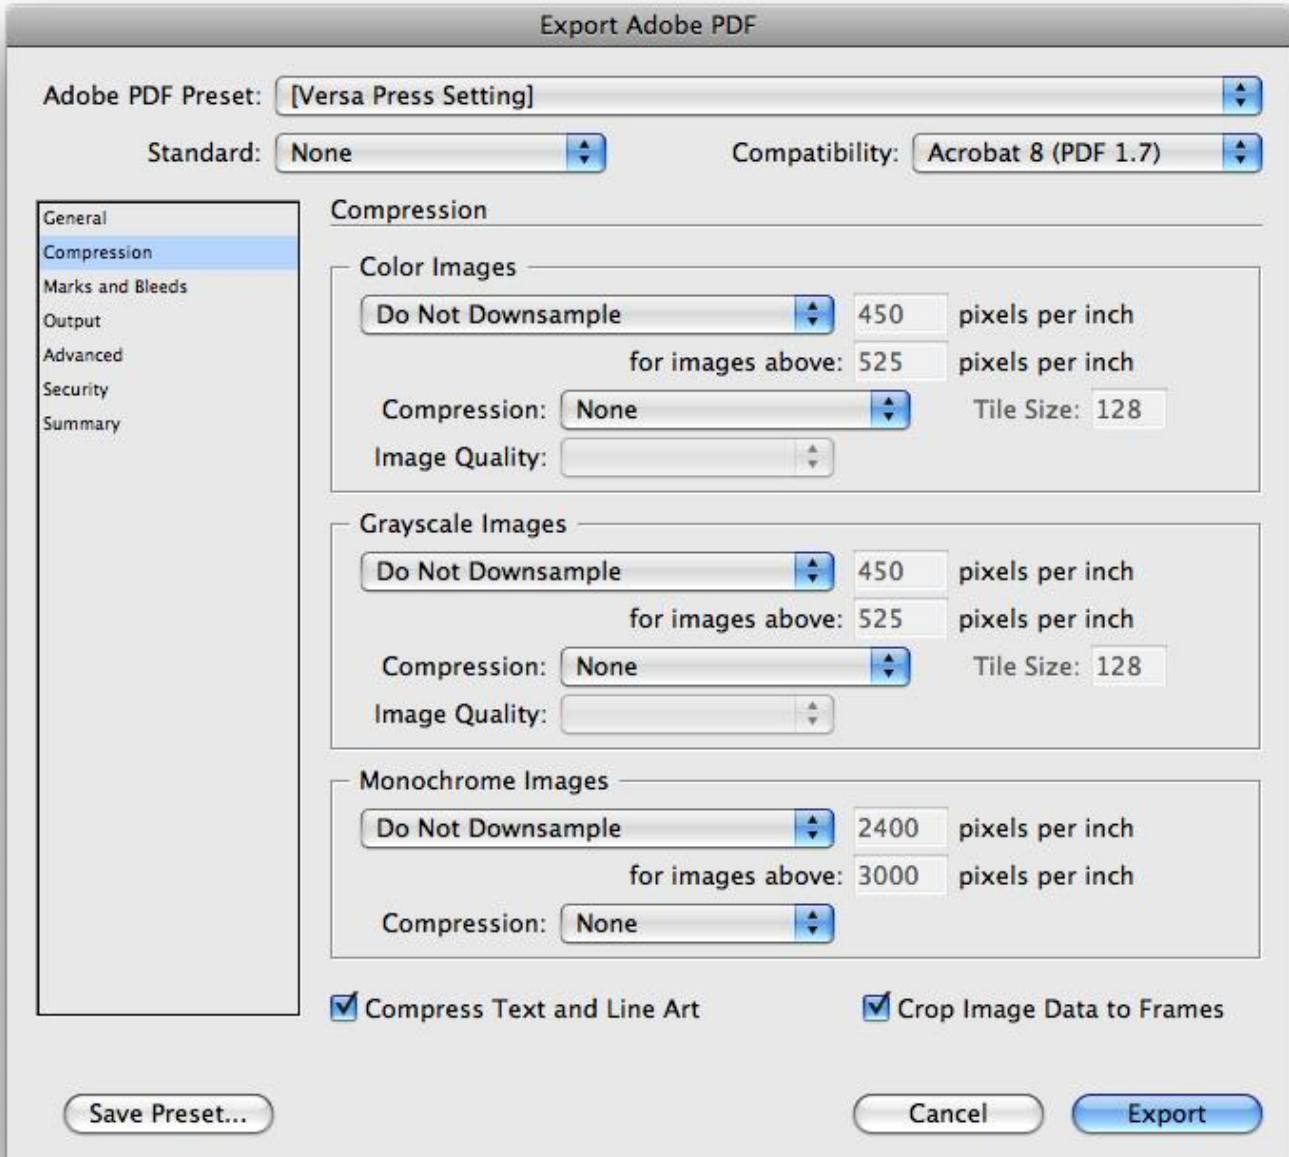 Export Adobe PDF
Adobe PDF Preset: [Versa Press Setting]
Standard: None Compatibility: Acrobat 8 (PDF 1.7)
General
Compression
Marks and Bleeds
Output
Advanced
Security
Summary
Compression
Color Images
Do Not Downsample 450 pixels per inch
for images above: 525 pixels per inch
Compression: None Tile Size: 128
Image Quality:
Grayscale Images
Do Not Downsample 450 pixels per inch
for images above: 525 pixels per inch
Compression: None Tile Size: 128
Image Quality:
Monochrome Images
Do Not Downsample 2400 pixels per inch
for images above: 3000 pixels per inch
Compression: None
Compress Text and Line Art Crop Image Data to Frames
Save Preset... Cancel Export